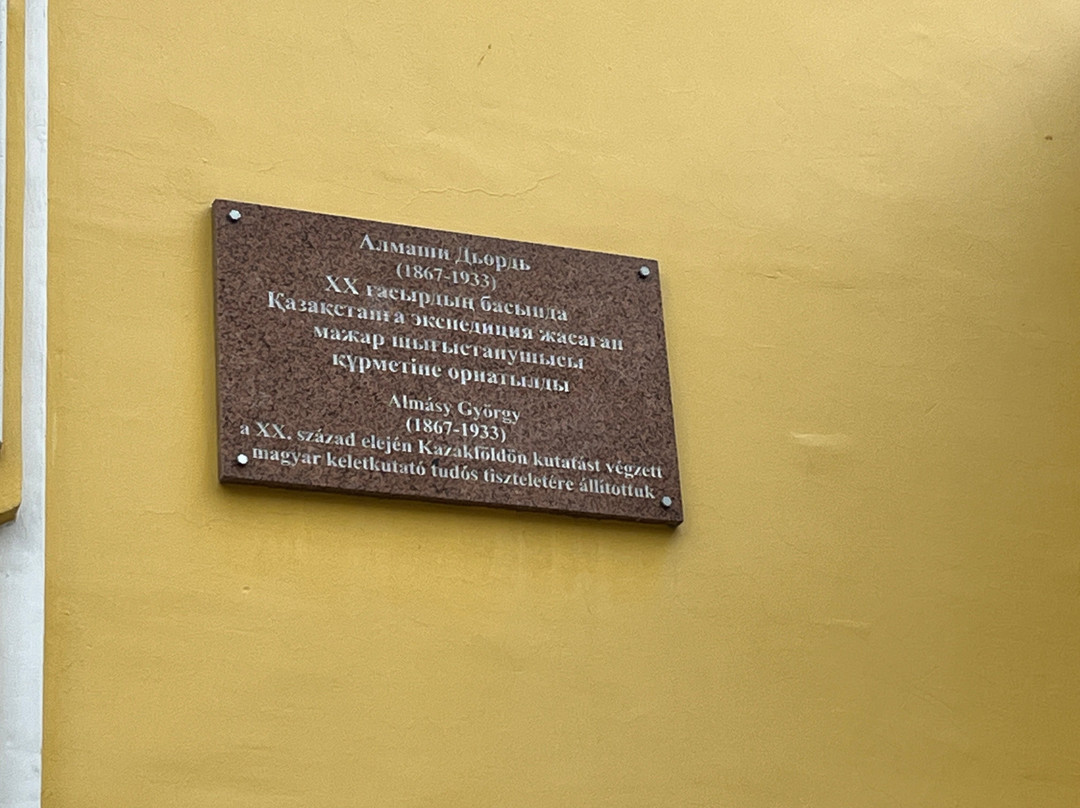 Алмаши Дьордь
(1867-1933)
XX ғасырдың басында
Қазақстанға экспедиция жасаған
мажар шығыстанушысы
құрметіне орнатылды
Almásy György
(1867-1933)
a XX. század elején Kazakföldön kutatást végzett
magyar keletkutató tudós tiszteletére állítottuk